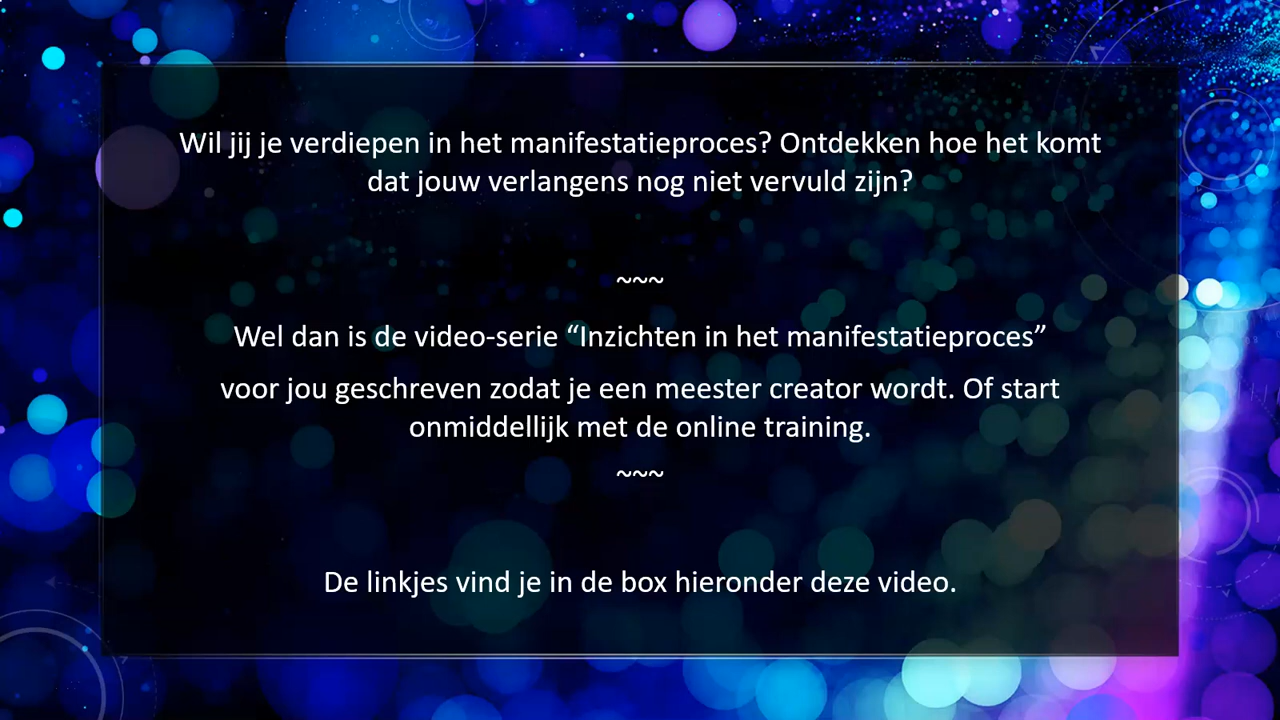 Wil jij je verdiepen in het manifestatieproces? Ontdekken hoe het komt
dat jouw verlangens nog niet vervuld zijn?
~~~
Wel dan is de video-serie “Inzichten in het manifestatieproces”
voor jou geschreven zodat je een meester creator wordt. Of start
onmiddellijk met de online training.
~~~
De linkjes vind je in de box hieronder deze video.